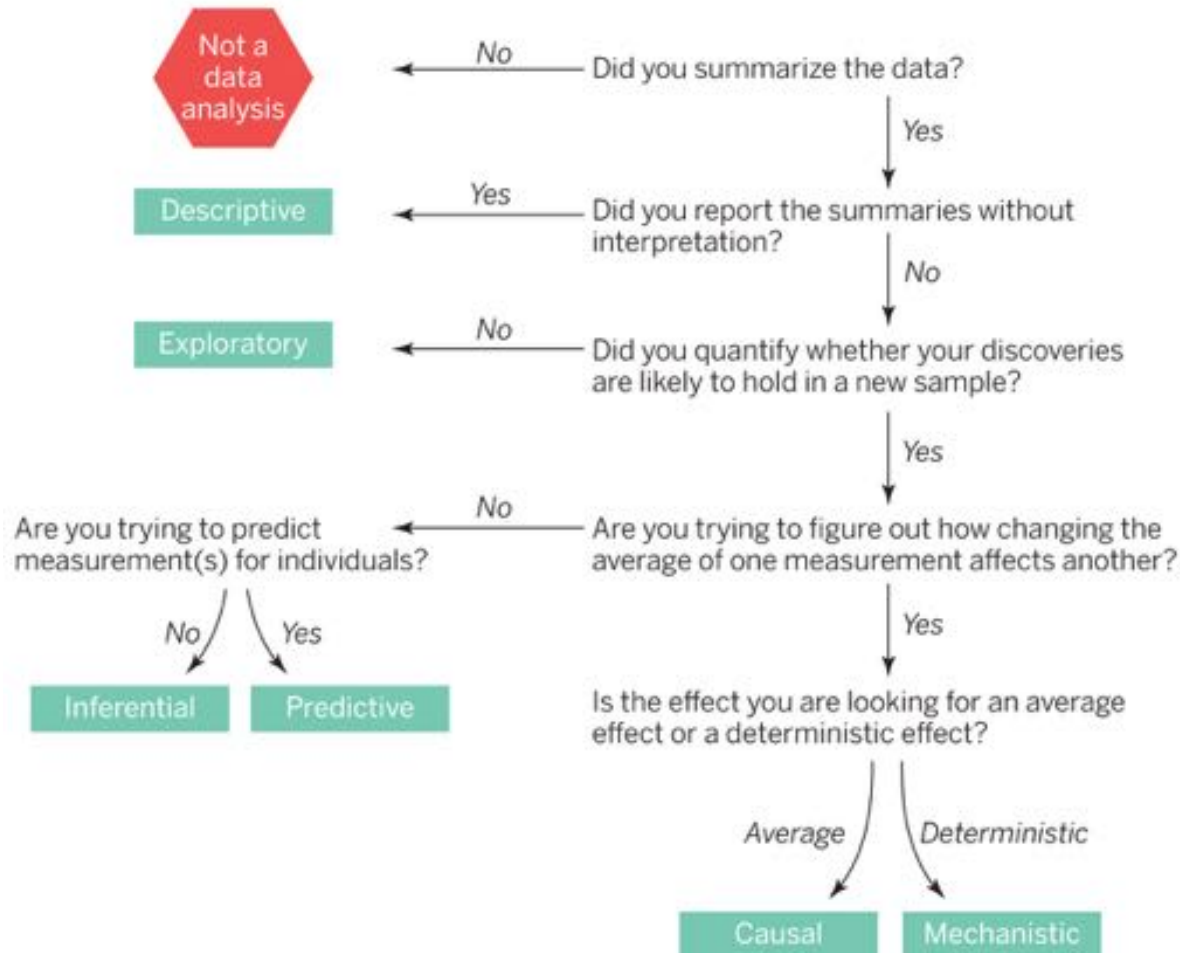 Not a
data
analysis
No
Did you summarize the data?
Yes
Descriptive
Yes
Did you report the summaries without
interpretation?
No
Exploratory
No
Did you quantify whether your discoveries
are likely to hold in a new sample?
Yes
Are you trying to predict
measurement(s) for individuals?
No
Are you trying to figure out how changing the
average of one measurement affects another?
No
Yes
Yes
Inferential
Predictive
Is the effect you are looking for an average
effect or a deterministic effect?
Average
Deterministic
Causal
Mechanistic